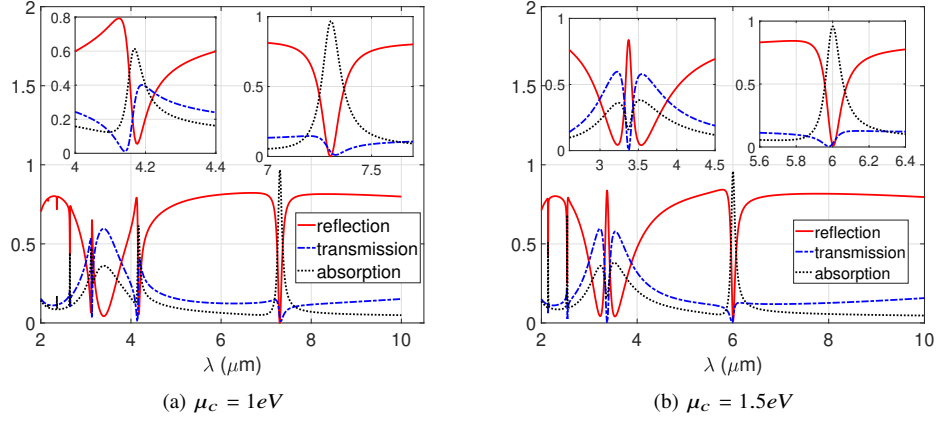 2
1.5
1
0.5
0
0.8
0.6
0.4
0.2
0
4 4.2 4.4
1
0.5
0
7 7.5
reflection
transmission
absorption
2 4 6 8 10
λ (μm)
(a) μc = 1eV
2
1.5
1
0.5
0
1
0.5
0
3 3.5 4 4.5
1
0.5
0
5.6 5.8 6 6.2 6.4
reflection
transmission
absorption
2 4 6 8 10
λ (μm)
(b) μc = 1.5eV